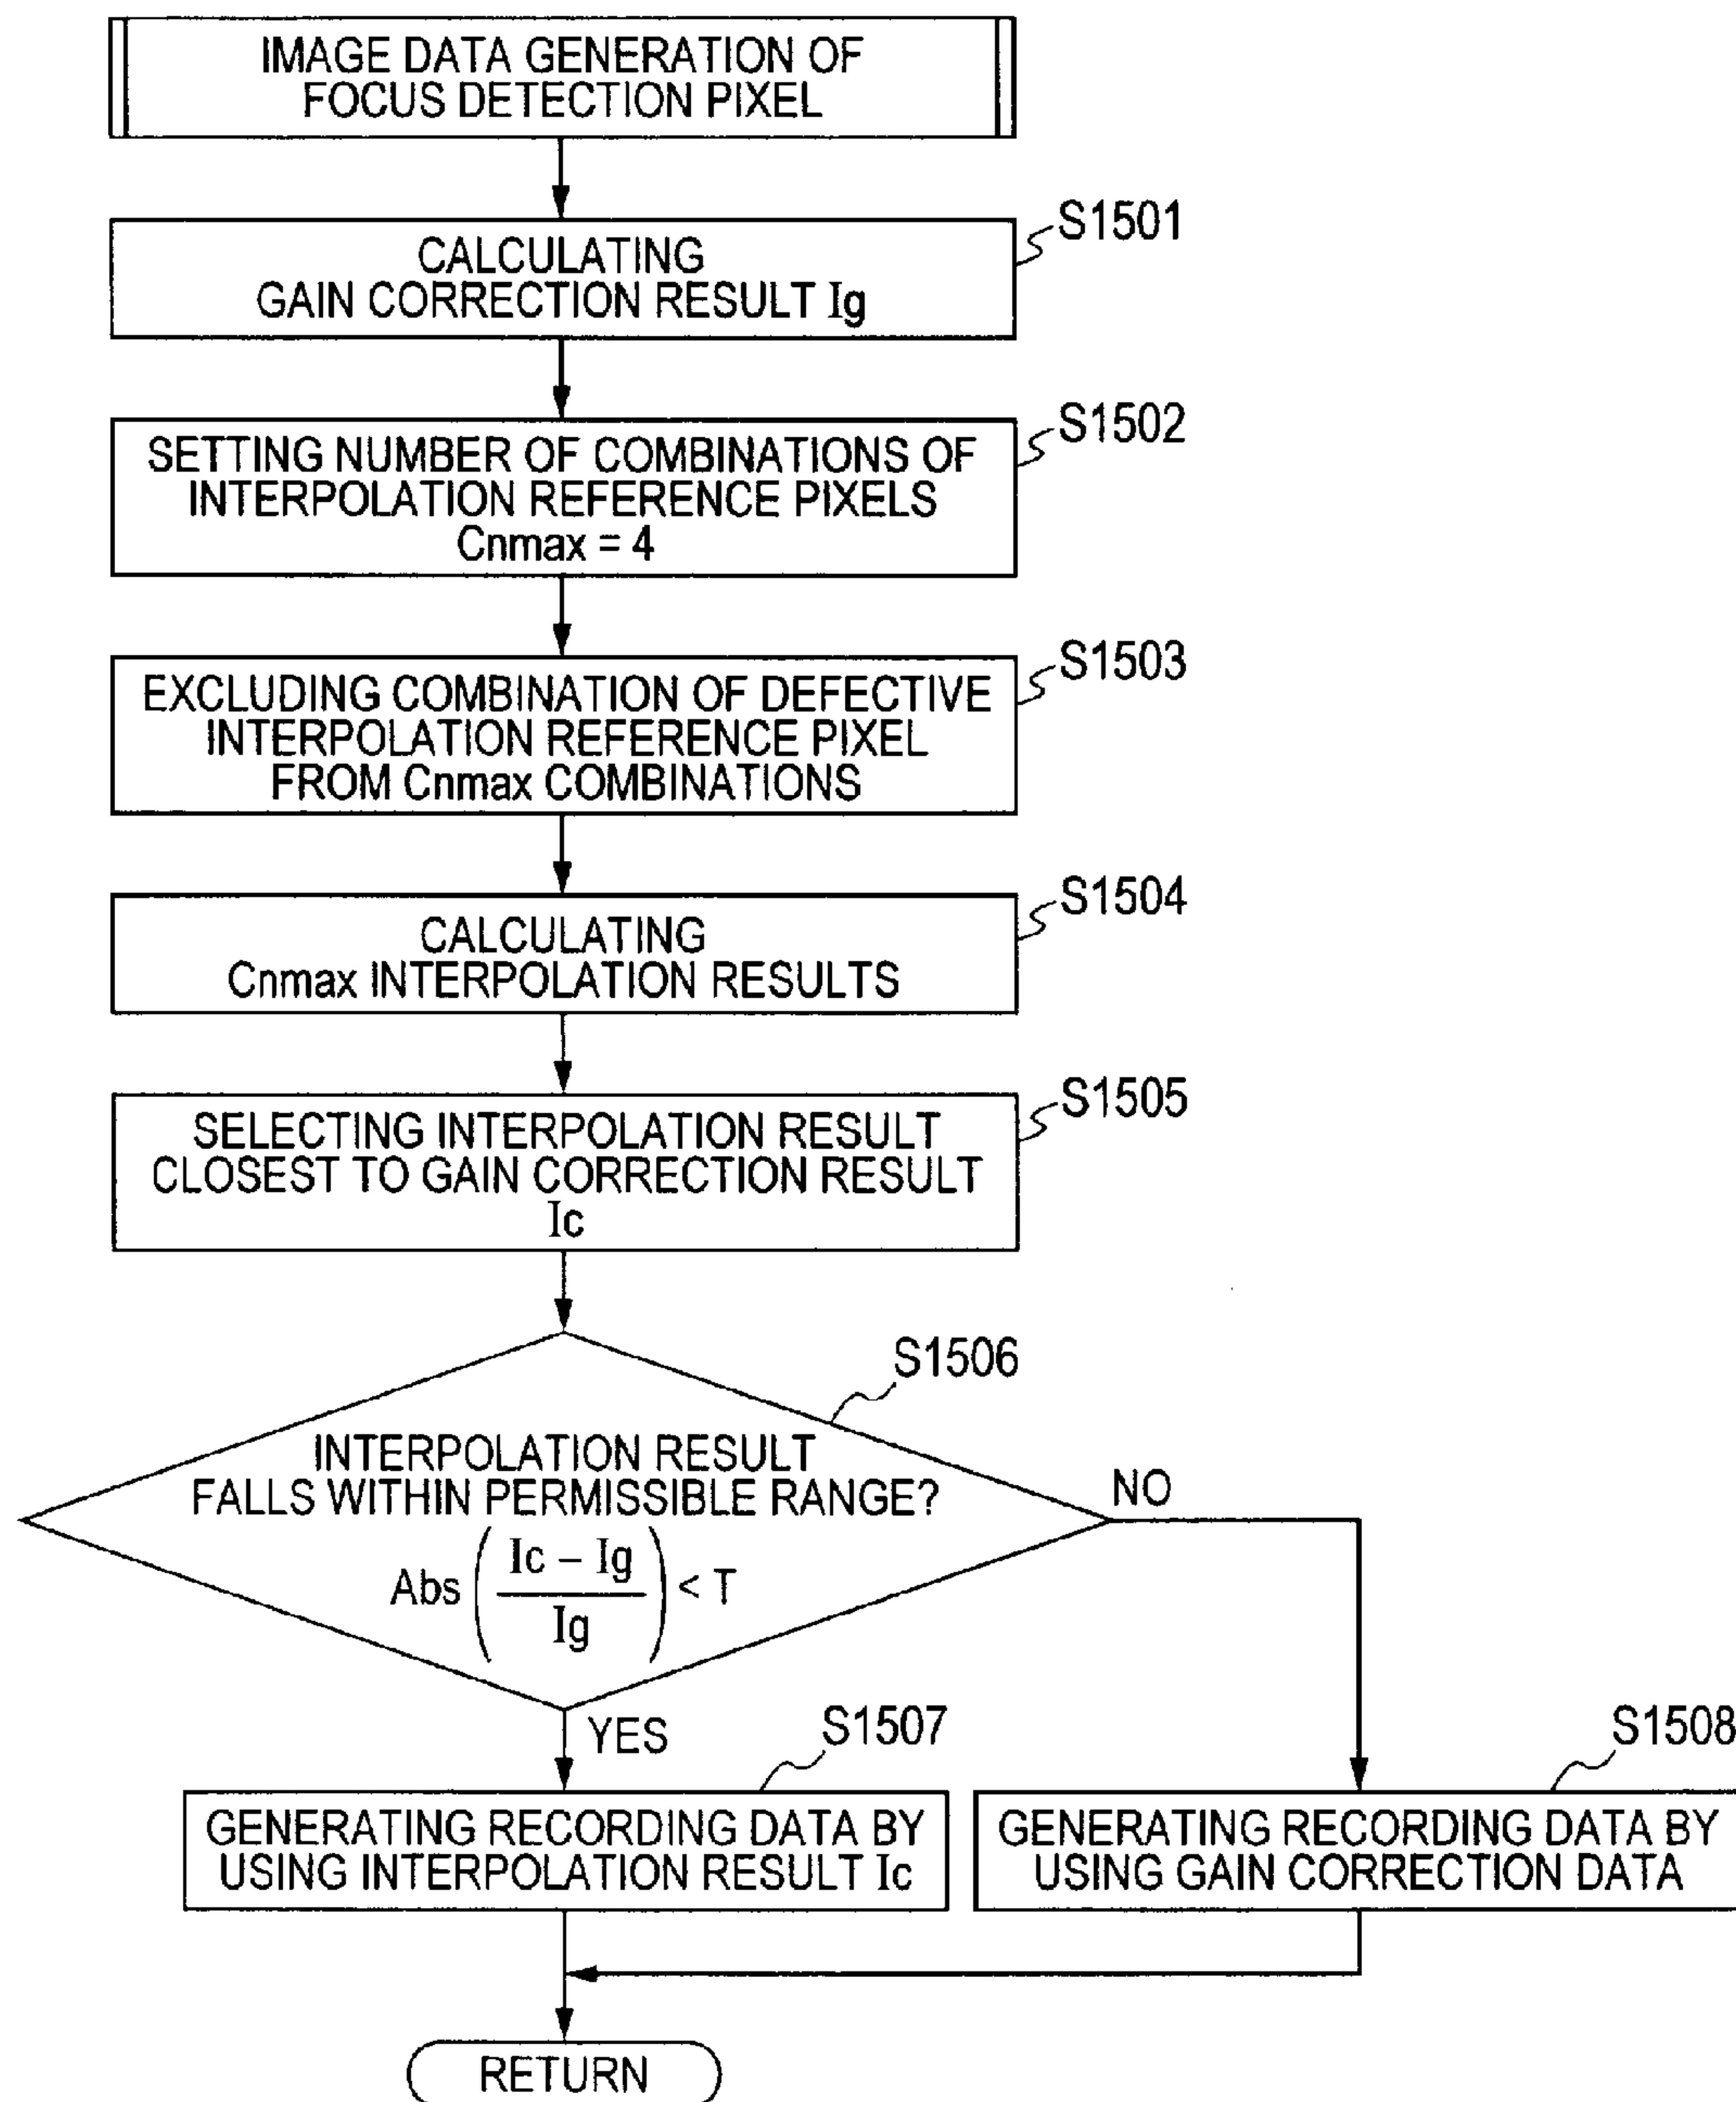 IMAGE DATA GENERATION OF
FOCUS DETECTION PIXEL
S1501
CALCULATING
GAIN CORRECTION RESULT Ig
S1502
SETTING NUMBER OF COMBINATIONS OF
INTERPOLATION REFERENCE PIXELS
Cnmax = 4
S1503
EXCLUDING COMBINATION OF DEFECTIVE
INTERPOLATION REFERENCE PIXEL
FROM Cnmax COMBINATIONS
S1504
CALCULATING
Cnmax INTERPOLATION RESULTS
S1505
SELECTING INTERPOLATION RESULT
CLOSEST TO GAIN CORRECTION RESULT
Ic
S1506
INTERPOLATION RESULT
FALLS WITHIN PERMISSIBLE RANGE?
Abs ( Ic – Ig / Ig ) < T
NO
YES
S1507
GENERATING RECORDING DATA BY
USING INTERPOLATION RESULT Ic
S1508
GENERATING RECORDING DATA BY
USING GAIN CORRECTION DATA
RETURN